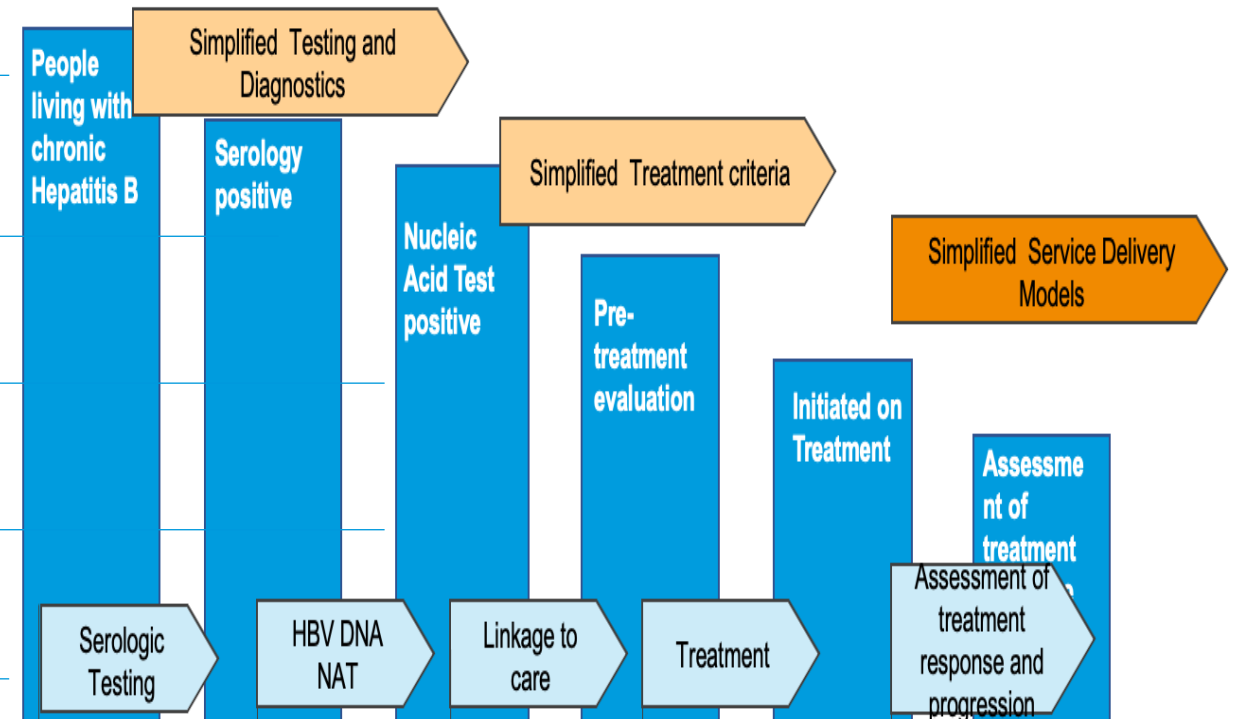 People
living with
chronic
Hepatitis B
Simplified Testing and
Diagnostics
Serology
positive
Nucleic
Acid Test
positive
Simplified Treatment criteria
Pre-
treatment
evaluation
Simplified Service Delivery
Models
Initiated on
Treatment
Assessme
nt of
treatment
Serologic
Testing
HBV DNA
NAT
Linkage to
care
Treatment
Assessment of
treatment
response and
progression